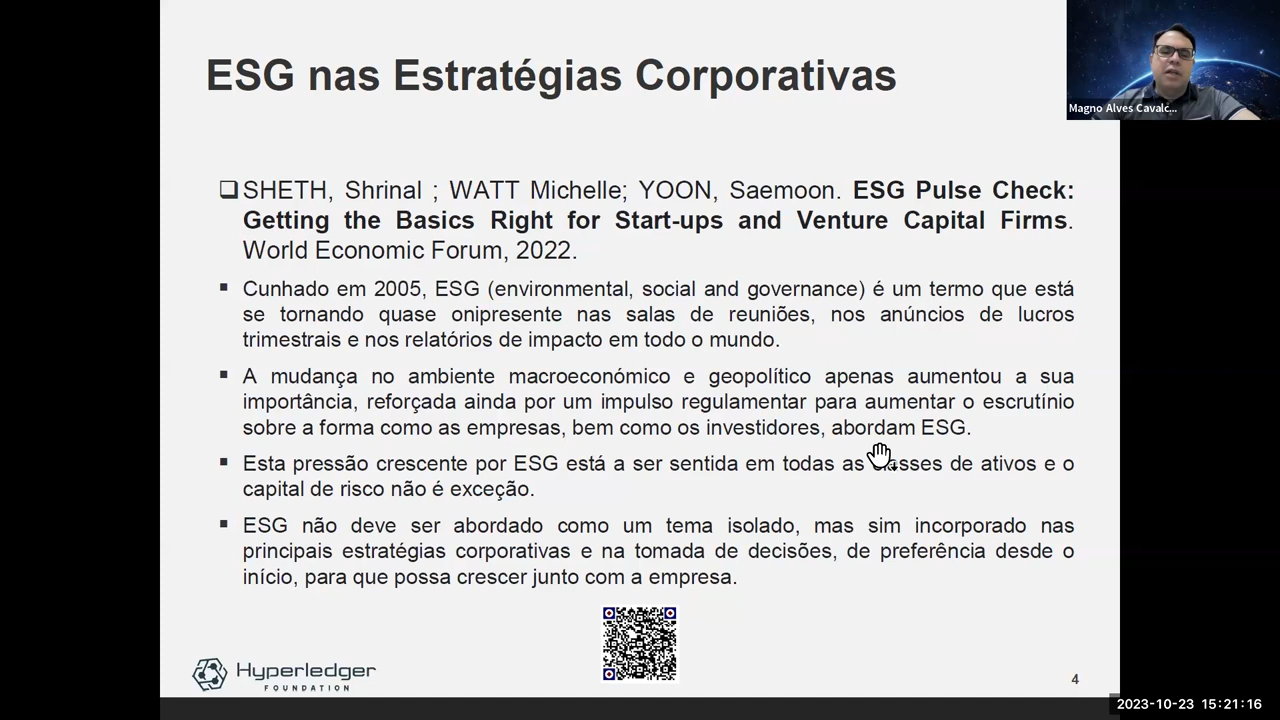 ESG nas Estratégias Corporativas
Magno Alves Cavalc...
❑ SHETH, Shrinal ; WATT Michelle; YOON, Saemoon. ESG Pulse Check:
Getting the Basics Right for Start-ups and Venture Capital Firms.
World Economic Forum, 2022.
▪ Cunhado em 2005, ESG (environmental, social and governance) é um termo que está
se tornando quase onipresente nas salas de reuniões, nos anúncios de lucros
trimestrais e nos relatórios de impacto em todo o mundo.
▪ A mudança no ambiente macroeconómico e geopolítico apenas aumentou a sua
importância, reforçada ainda por um impulso regulamentar para aumentar o escrutínio
sobre a forma como as empresas, bem como os investidores, abordam ESG.
▪ Esta pressão crescente por ESG está a ser sentida em todas as classes de ativos e o
capital de risco não é exceção.
▪ ESG não deve ser abordado como um tema isolado, mas sim incorporado nas
principais estratégias corporativas e na tomada de decisões, de preferência desde o
início, para que possa crescer junto com a empresa.
Hyperledger
FOUNDATION
4
2023-10-23 15:21:16